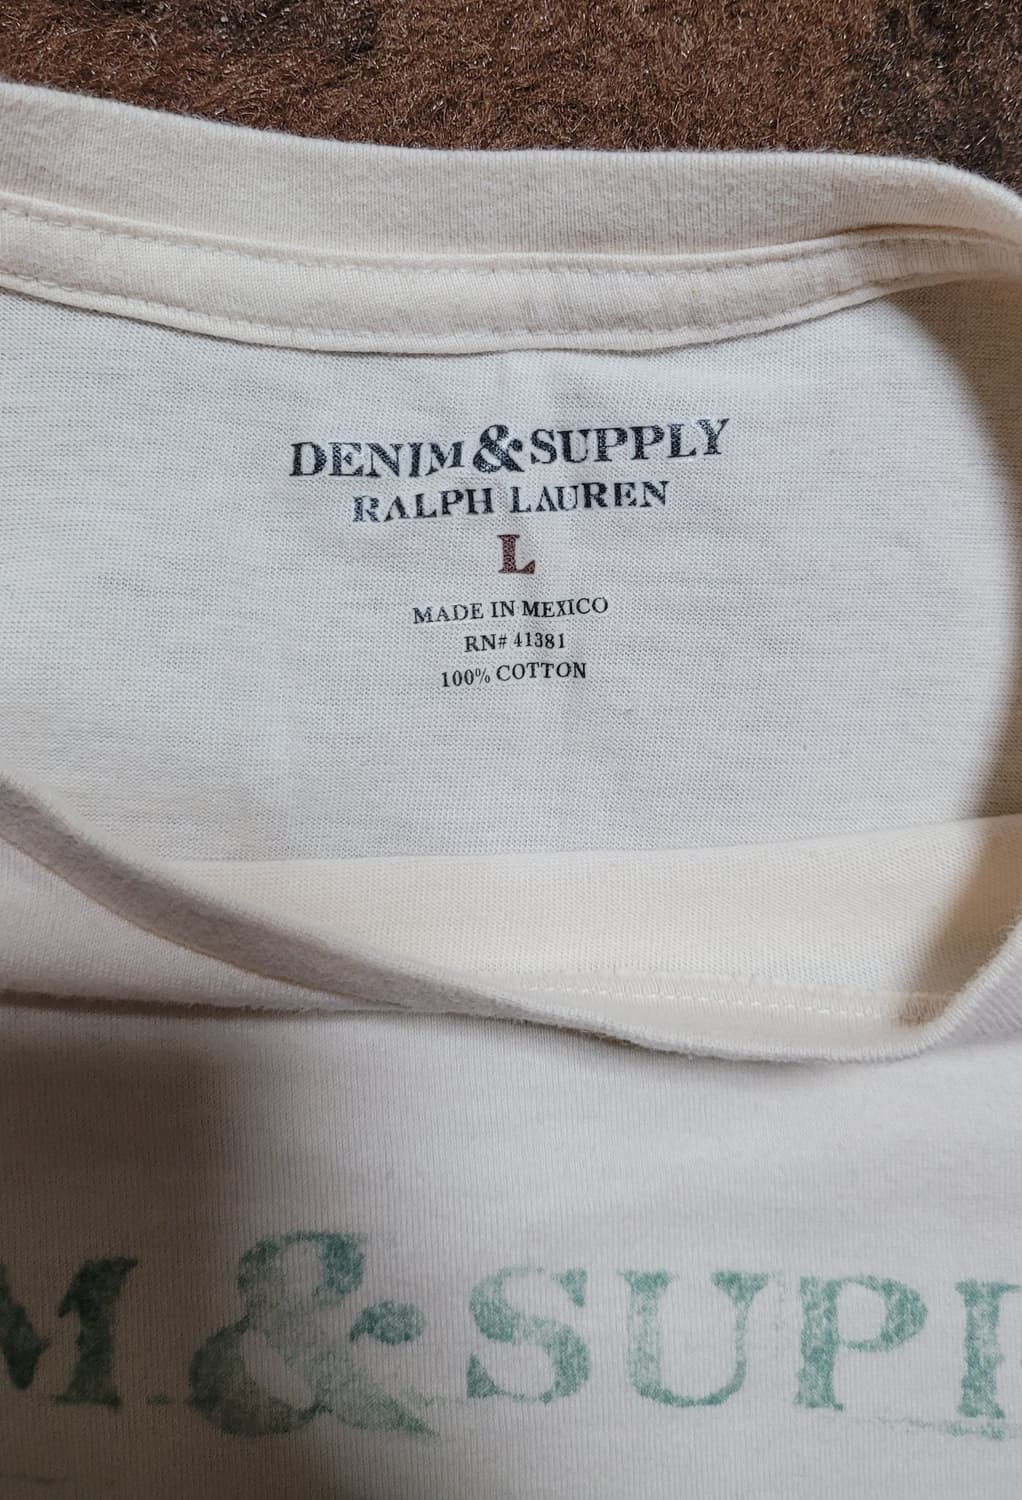 DENIM & SUPPLY
RALPH LAUREN
L
MADE IN MEXICO
RN# 41381
100% COTTON
M & SUPP